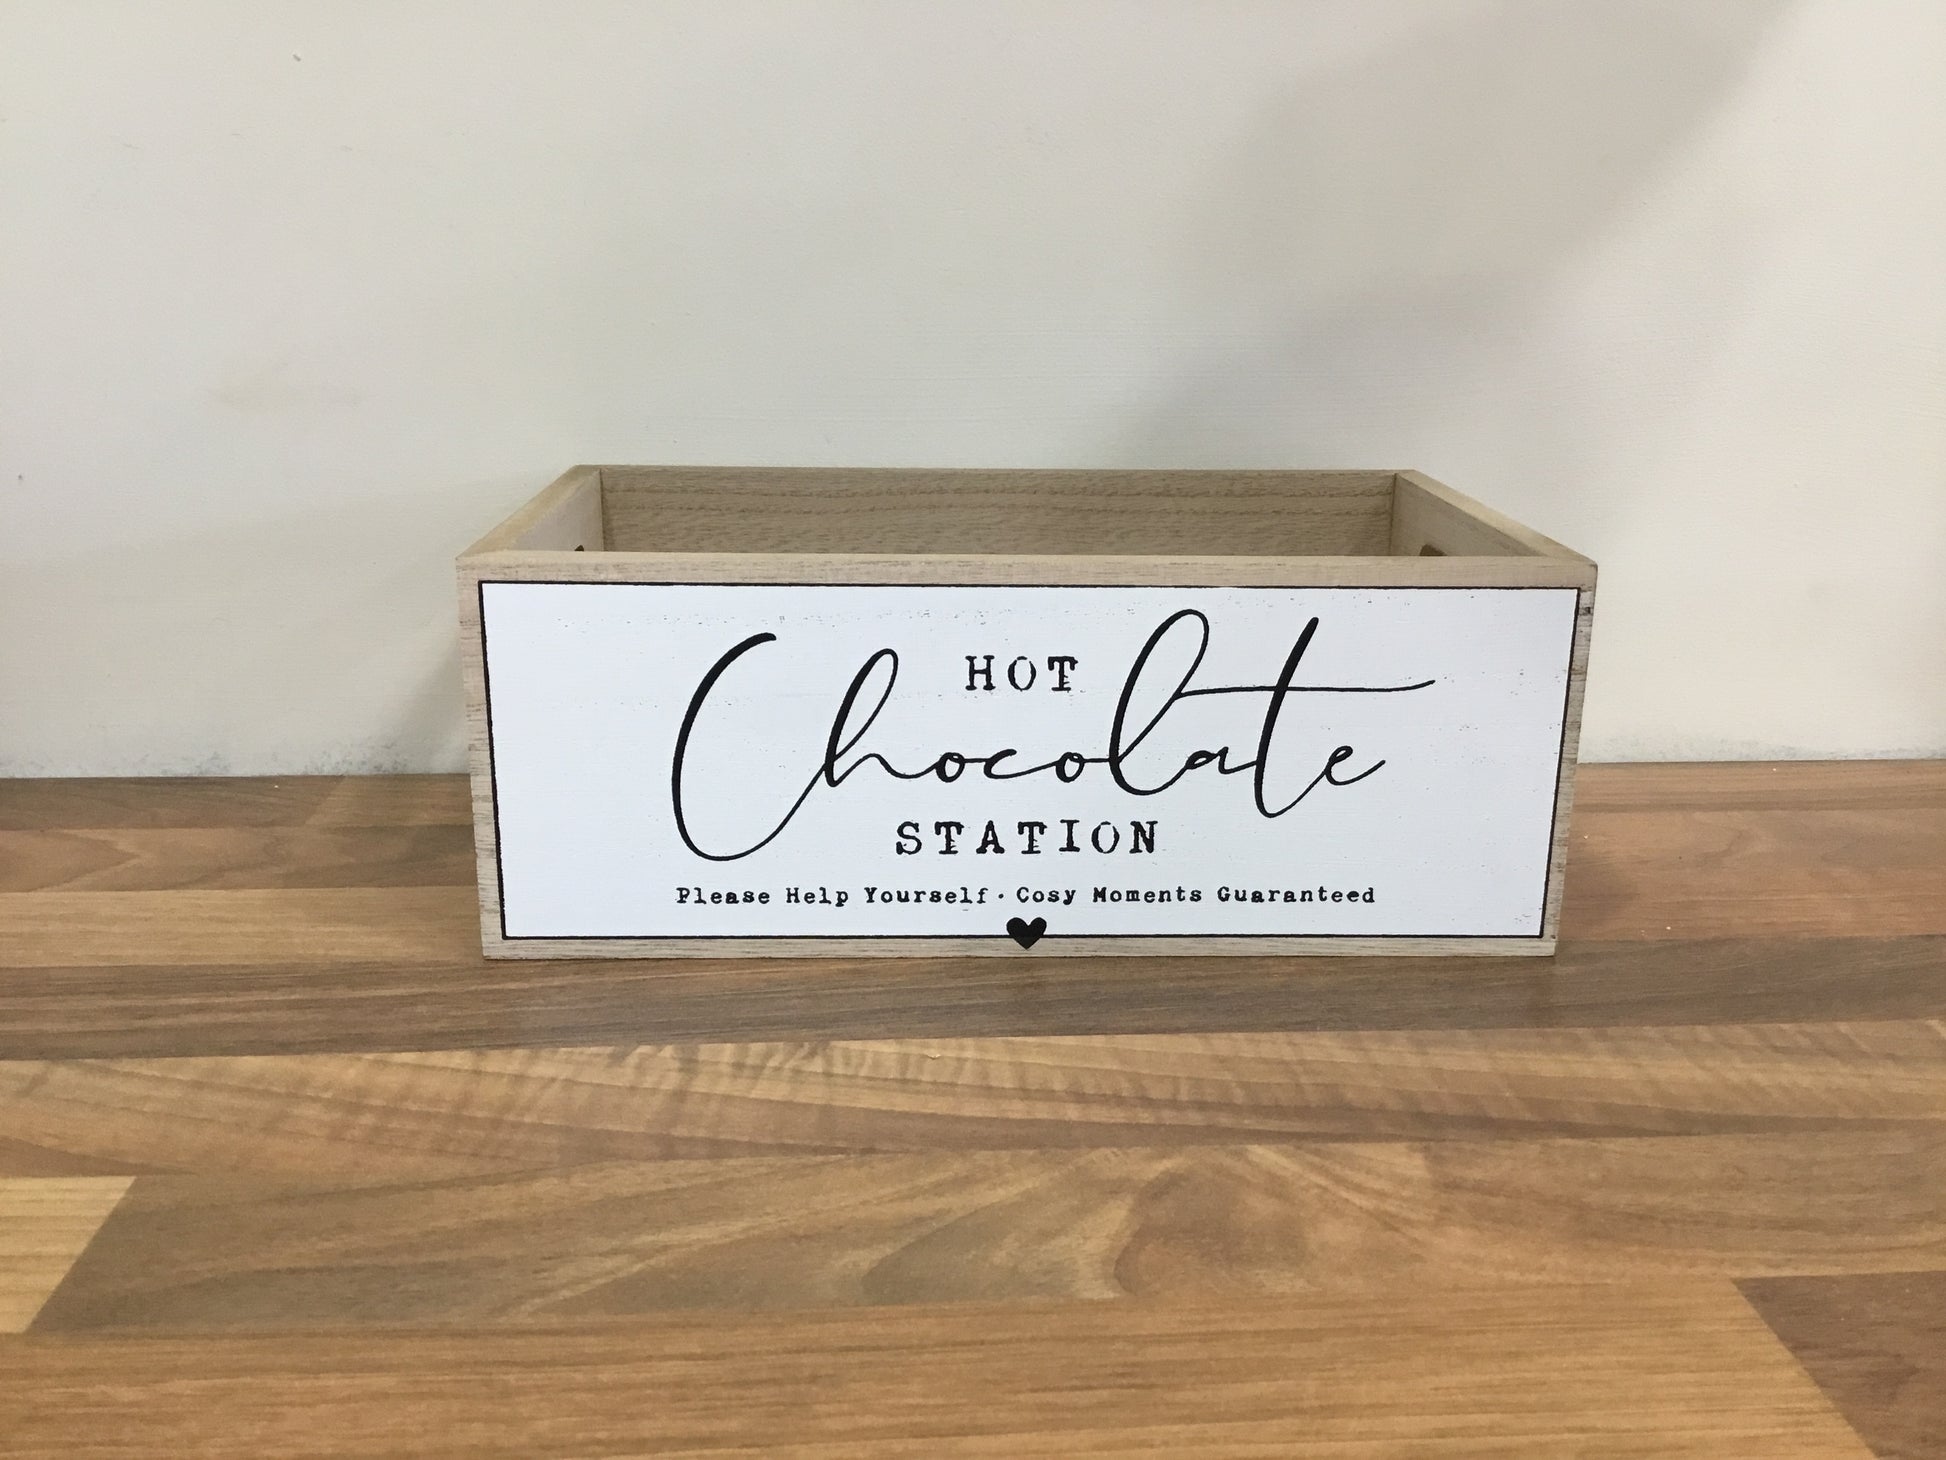 HOT
Chocolate
STATION
Please Help Yourself · Cosy Moments Guaranteed